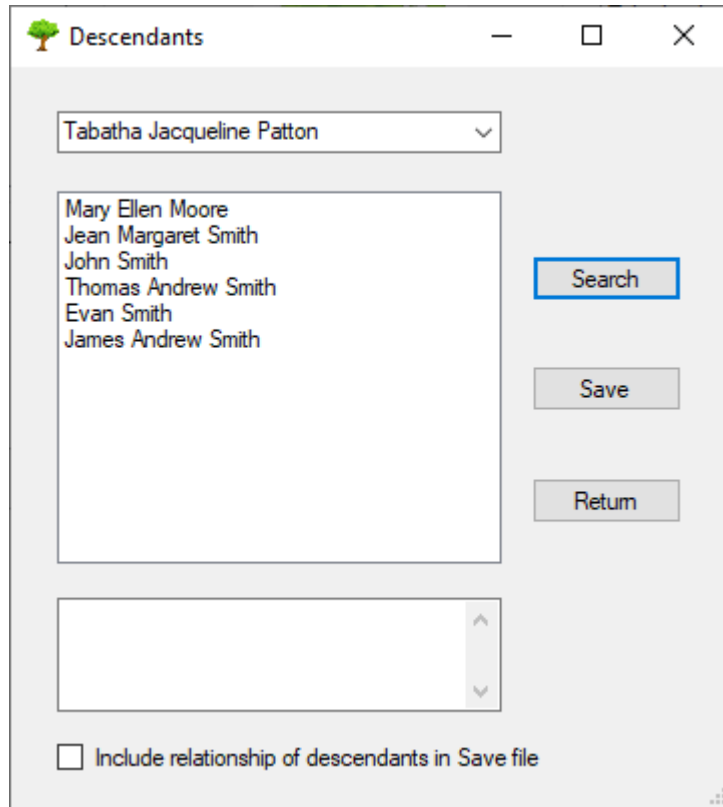 Descendants
Tabatha Jacqueline Patton
Mary Ellen Moore
Jean Margaret Smith
John Smith
Thomas Andrew Smith
Evan Smith
James Andrew Smith
Search
Save
Return
Include relationship of descendants in Save file